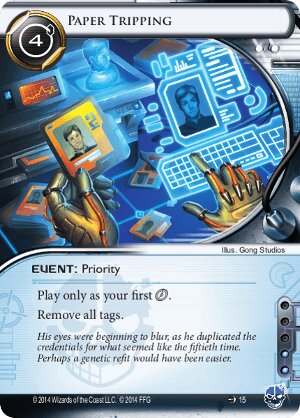 PAPER TRIPPING
4
Illus. Gong Studios
EVENT: Priority
Play only as your first 🕗.
Remove all tags.
His eyes were beginning to blur, as he duplicated the
credentials for what seemed like the fiftieth time.
Perhaps a genetic refit would have been easier.
© 2014 Wizards of the Coast LLC. © 2014 FFG
15